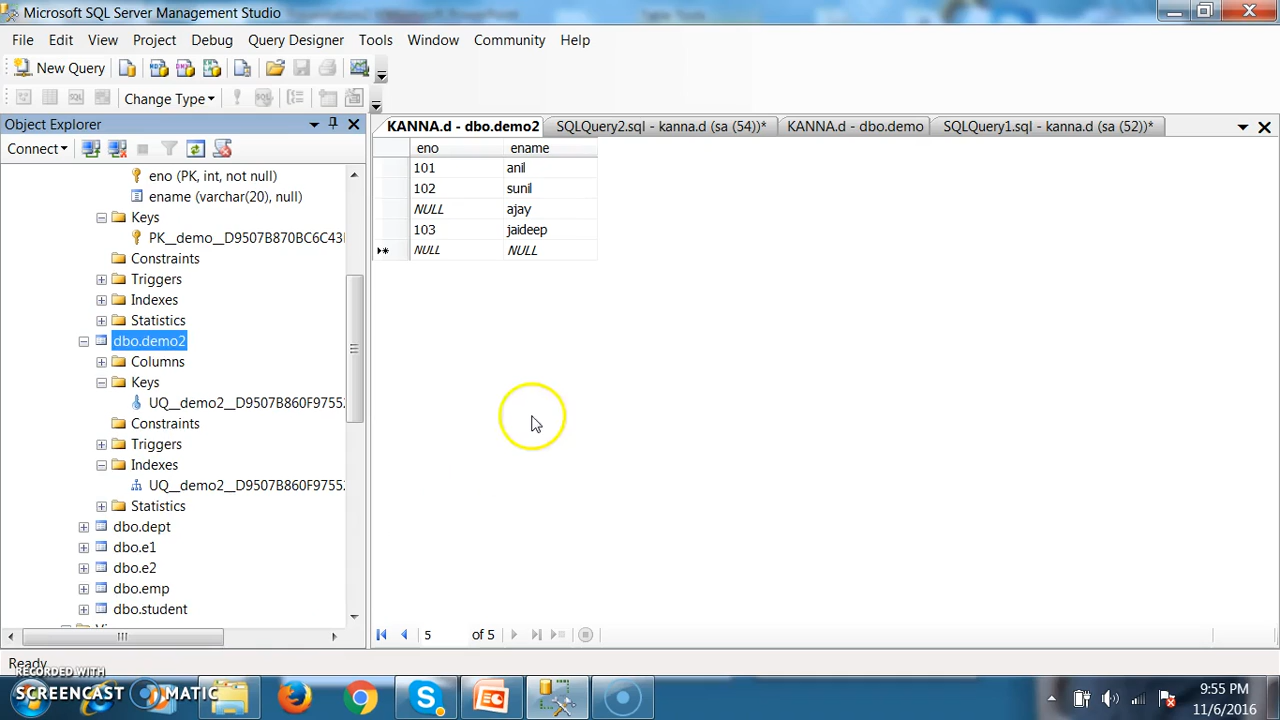 Microsoft SQL Server Management Studio
File Edit View Project Debug Query Designer Tools Window Community Help
New Query
SQL Change Type
Object Explorer
KANNA.d - dbo.demo2 SQLQuery2.sql - kanna.d (sa (54))* KANNA.d - dbo.demo SQLQuery1.sql - kanna.d (sa (52))*
Connect
eno ename
101 anil
102 sunil
NULL ajay
103 jaideep
NULL NULL
eno (PK, int, not null)
ename (varchar(20), null)
Keys
PK__demo__D9507B870BC6C43
Constraints
Triggers
Indexes
Statistics
dbo.demo2
Columns
Keys
UQ__demo2__D9507B860F9755
Constraints
Triggers
Indexes
UQ__demo2__D9507B860F9755
Statistics
dbo.dept
dbo.e1
dbo.e2
dbo.emp
dbo.student
5 of 5
Ready
RECORDED WITH
SCREENCAST MATIC
9:55 PM
11/6/2016